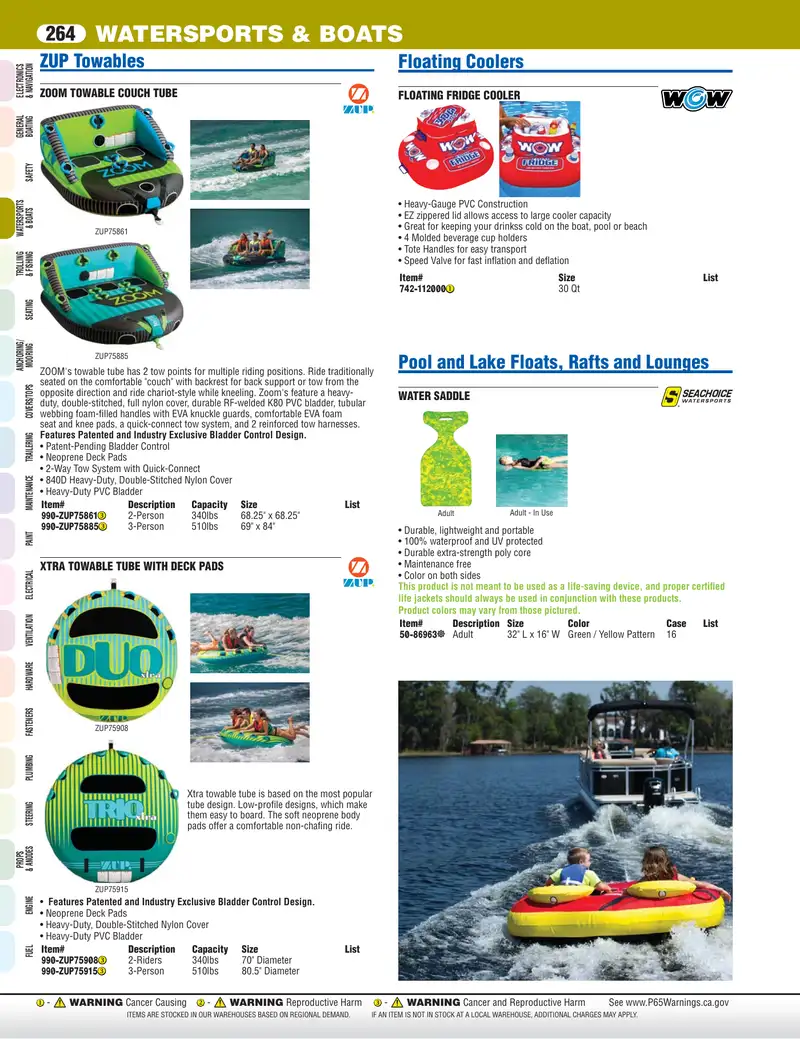 264 WATERSPORTS & BOATS
ELECTRONICS & NAVIGATION
GENERAL BOATING
SAFETY
WATERSPORTS & BOATS
TROLLING & FISHING
SEATING
ANCHORING/ MOORING
COVERS/TOPS
TRAILERING
MAINTENANCE
PAINT
ELECTRICAL
VENTILATION
HARDWARE
FASTENERS
PLUMBING
STEERING
PROPS & ANODES
ENGINE
FUEL
ZUP Towables
ZOOM TOWABLE COUCH TUBE
ZUP
ZOOM
ZUP75861
ZOOM
ZUP75885
ZOOM's towable tube has 2 tow points for multiple riding positions. Ride traditionally
seated on the comfortable "couch" with backrest for back support or tow from the
opposite direction and ride chariot-style while kneeling. Zoom's feature a heavy-
duty, double-stitched, full nylon cover, durable RF-welded K80 PVC bladder, tubular
webbing foam-filled handles with EVA knuckle guards, comfortable EVA foam
seat and knee pads, a quick-connect tow system, and 2 reinforced tow harnesses.
Features Patented and Industry Exclusive Bladder Control Design.
• Patent-Pending Bladder Control
• Neoprene Deck Pads
• 2-Way Tow System with Quick-Connect
• 840D Heavy-Duty, Double-Stitched Nylon Cover
• Heavy-Duty PVC Bladder
Item# Description Capacity Size List
990-ZUP75861 3 2-Person 340lbs 68.25" x 68.25"
990-ZUP75885 3 3-Person 510lbs 69" x 84"
XTRA TOWABLE TUBE WITH DECK PADS
ZUP
DUO
xtra
ZUP75908
TRIO
xtra
ZUP
ZUP75915
Xtra towable tube is based on the most popular
tube design. Low-profile designs, which make
them easy to board. The soft neoprene body
pads offer a comfortable non-chafing ride.
• Features Patented and Industry Exclusive Bladder Control Design.
• Neoprene Deck Pads
• Heavy-Duty, Double-Stitched Nylon Cover
• Heavy-Duty PVC Bladder
Item# Description Capacity Size List
990-ZUP75908 3 2-Riders 340lbs 70" Diameter
990-ZUP75915 3 3-Person 510lbs 80.5" Diameter
Floating Coolers
FLOATING FRIDGE COOLER
WOW
WOW
FRIDGE
WOW
FRIDGE
• Heavy-Gauge PVC Construction
• EZ zippered lid allows access to large cooler capacity
• Great for keeping your drinkss cold on the boat, pool or beach
• 4 Molded beverage cup holders
• Tote Handles for easy transport
• Speed Valve for fast inflation and deflation
Item# Size List
742-112000 1 30 Qt
Pool and Lake Floats, Rafts and Lounges
WATER SADDLE
S SEACHOICE
WATERSPORTS
Adult
Adult - In Use
• Durable, lightweight and portable
• 100% waterproof and UV protected
• Durable extra-strength poly core
• Maintenance free
• Color on both sides
This product is not meant to be used as a life-saving device, and proper certified
life jackets should always be used in conjunction with these products.
Product colors may vary from those pictured.
Item# Description Size Color Case List
50-86963 Adult 32" L x 16" W Green / Yellow Pattern 16
1 - WARNING Cancer Causing 2 - WARNING Reproductive Harm 3 - WARNING Cancer and Reproductive Harm See www.P65Warnings.ca.gov
ITEMS ARE STOCKED IN OUR WAREHOUSES BASED ON REGIONAL DEMAND. IF AN ITEM IS NOT IN STOCK AT A LOCAL WAREHOUSE, ADDITIONAL CHARGES MAY APPLY.